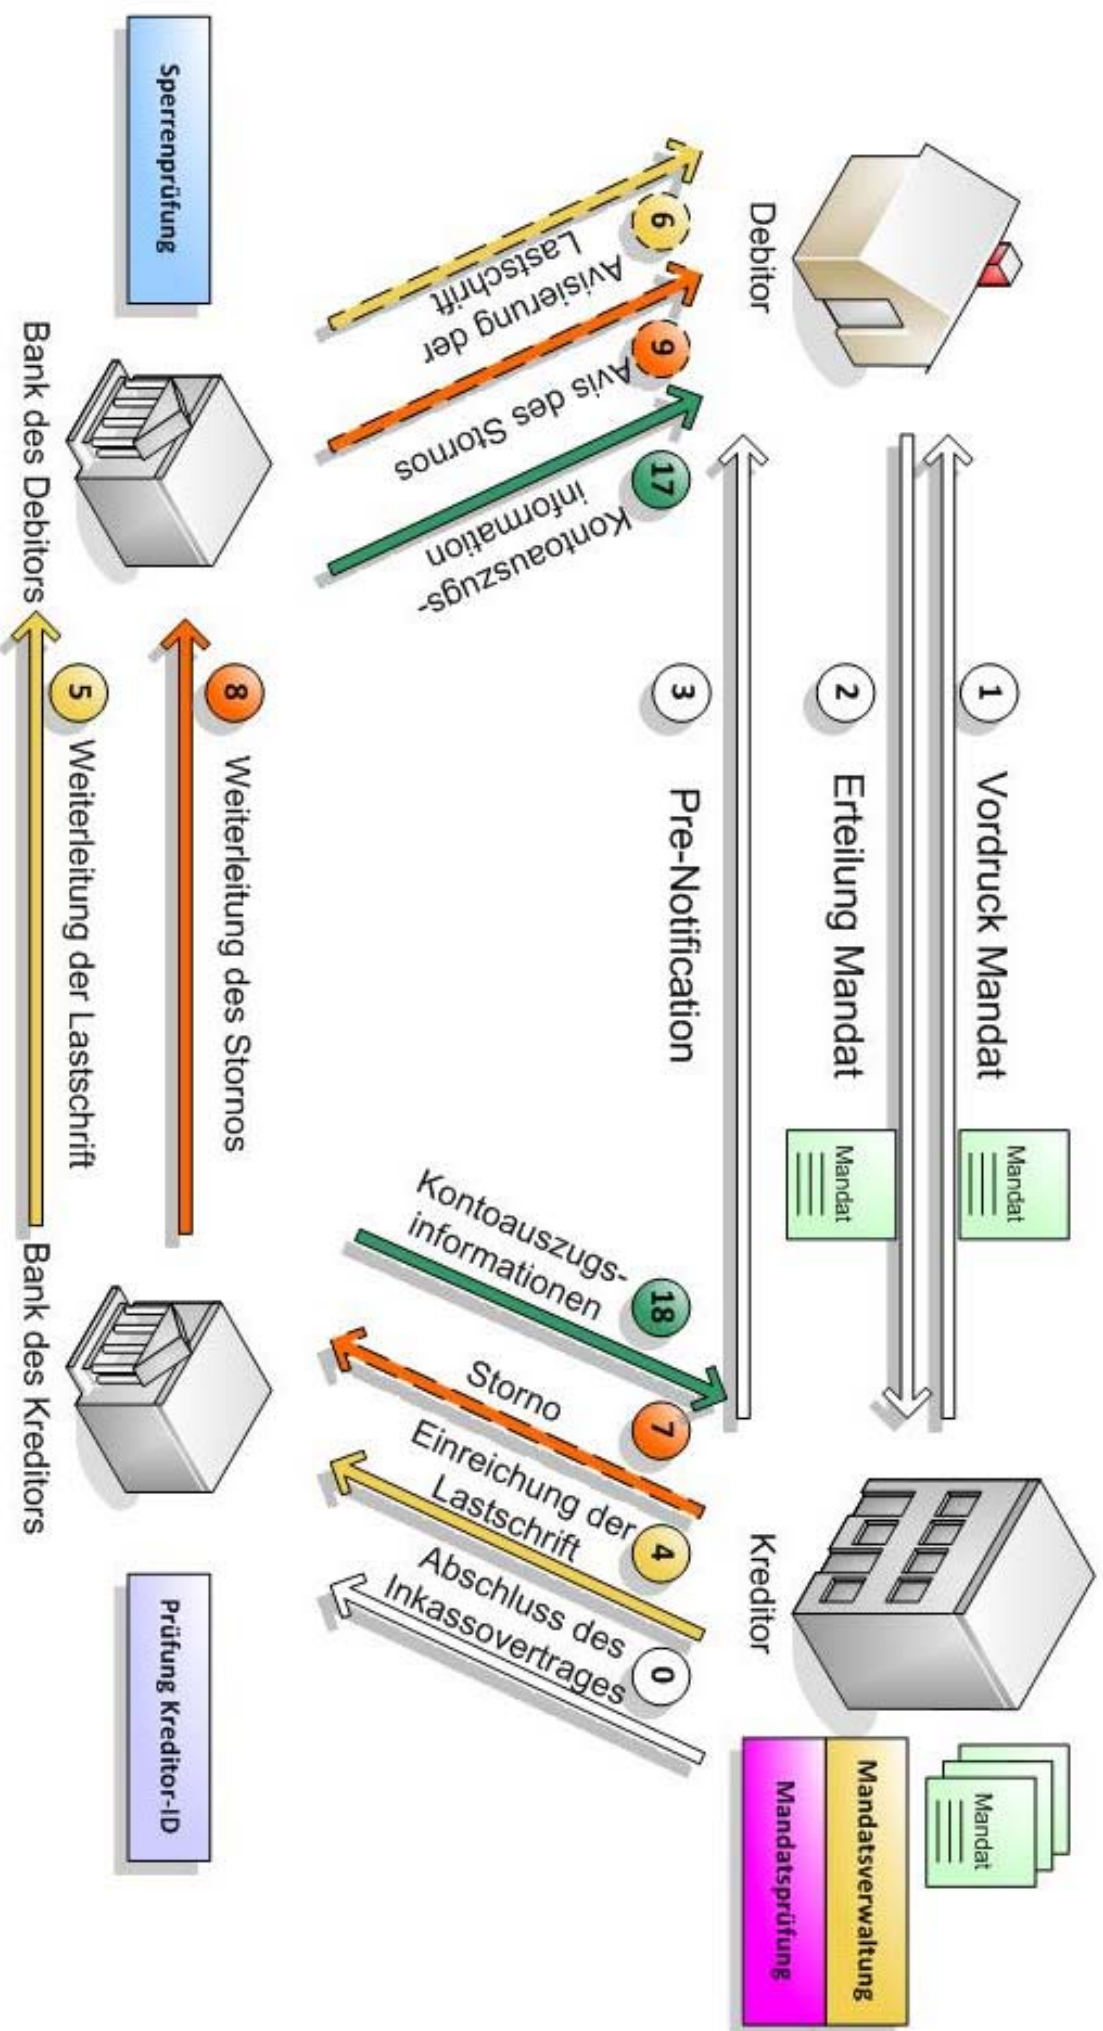 Debitor
1
Vordruck Mandat
Mandat
2
Erteilung Mandat
Mandat
3
Pre-Notification
Kreditor
Mandat
Mandatsverwaltung
Mandatsprüfung
6
Avisierung der
Lastschrift
9
Avis des Stornos
17
Kontoauszugs-
information
18
Kontoauszugs-
informationen
7
Storno
4
Einreichung der
Lastschrift
0
Abschluss des
Inkassovertrages
Sperrenprüfung
Bank des Debitors
8
Weiterleitung des Stornos
5
Weiterleitung der Lastschrift
Bank des Kreditors
Prüfung Kreditor-ID